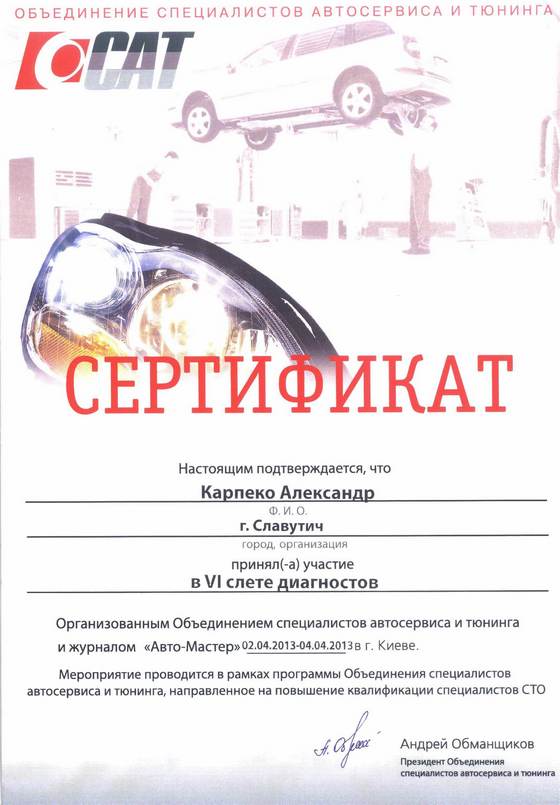 ОБЪЕДИНЕНИЕ СПЕЦИАЛИСТОВ АВТОСЕРВИСА И ТЮНИНГА
ОСАТ
СЕРТИФИКАТ
Настоящим подтверждается, что
Карпеко Александр
Ф. И. О.
г. Славутич
город, организация
принял(-а) участие
в VI слете диагностов
Организованным Объединением специалистов автосервиса и тюнинга
и журналом «Авто-Мастер» 02.04.2013-04.04.2013 в г. Киеве.
Мероприятие проводится в рамках программы Объединения специалистов
автосервиса и тюнинга, направленное на повышение квалификации специалистов СТО
Андрей Обманщиков
Президент Объединения
специалистов автосервиса и тюнинга